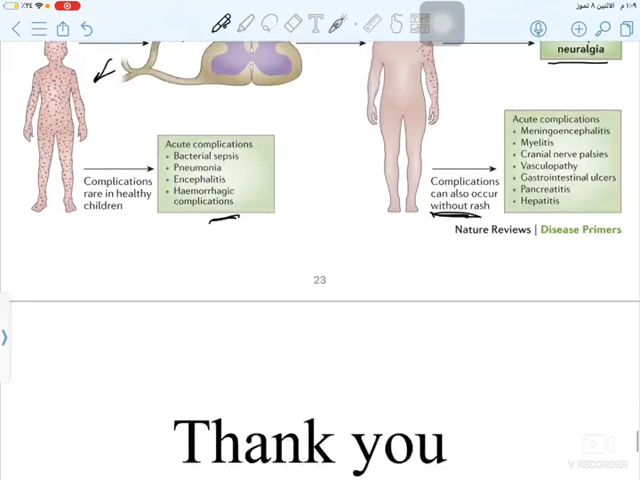 ١:٠٩ م الاثنين ٨ تموز
٪٢٤
neuralgia
Acute complications
• Bacterial sepsis
• Pneumonia
• Encephalitis
• Haemorrhagic
complications
Complications
rare in healthy
children
Acute complications
• Meningoencephalitis
• Myelitis
• Cranial nerve palsies
• Vasculopathy
• Gastrointestinal ulcers
• Pancreatitis
• Hepatitis
Complications
can also occur
without rash
Nature Reviews | Disease Primers
23
Thank you
V RECORDER